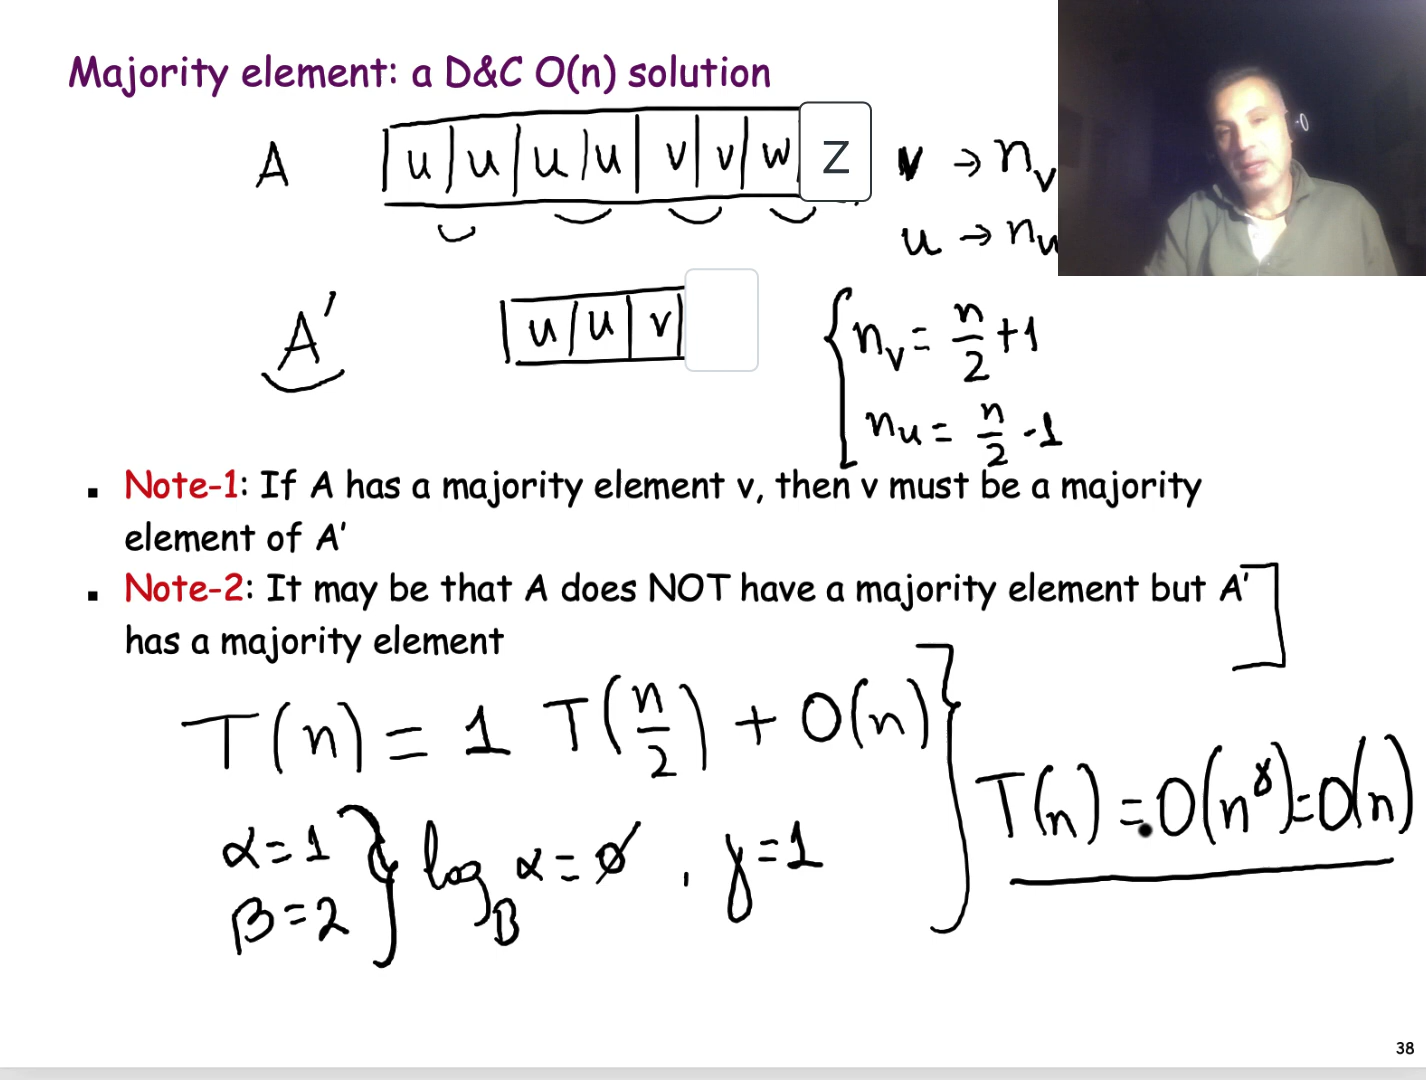 Majority element: a D&C O(n) solution
A u u u u v v w Z v → n_v
u → n_u
A' u u v
n_v = n/2 + 1
n_u = n/2 - 1
▪ Note-1: If A has a majority element v, then v must be a majority
element of A'
▪ Note-2: It may be that A does NOT have a majority element but A'
has a majority element
T(n) = 1 T(n/2) + O(n)
T(n) = O(n^γ) = O(n)
α = 1
β = 2
log_β α = 0 , γ = 1
38